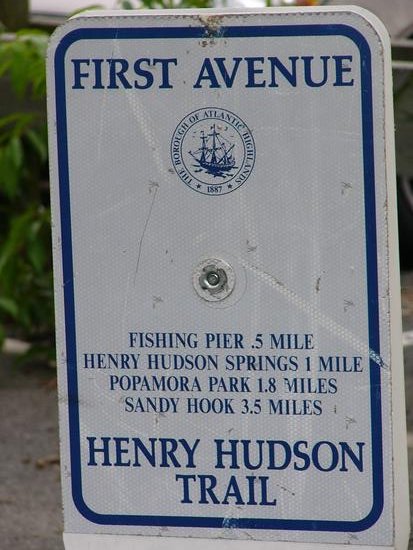 FIRST AVENUE
THE BOROUGH OF ATLANTIC HIGHLANDS
1887
FISHING PIER .5 MILE
HENRY HUDSON SPRINGS 1 MILE
POPAMORA PARK 1.8 MILES
SANDY HOOK 3.5 MILES
HENRY HUDSON
TRAIL